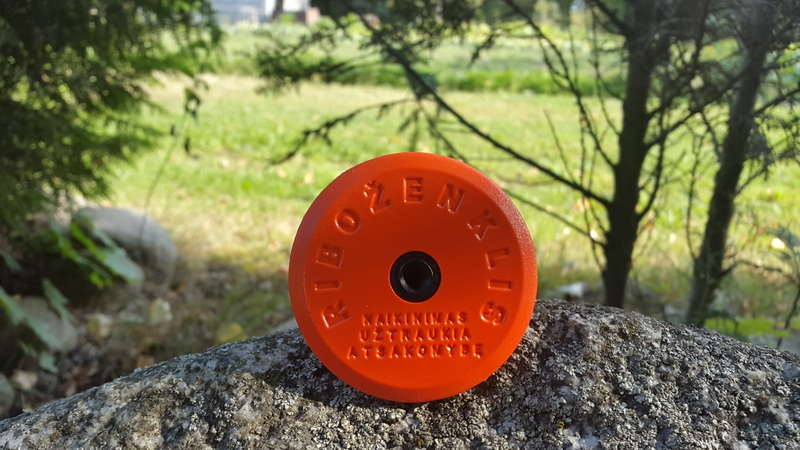 RIBOŽENKLIS
NAIKINIMAS
UŽTRAUKIA
ATSAKOMYBĘ